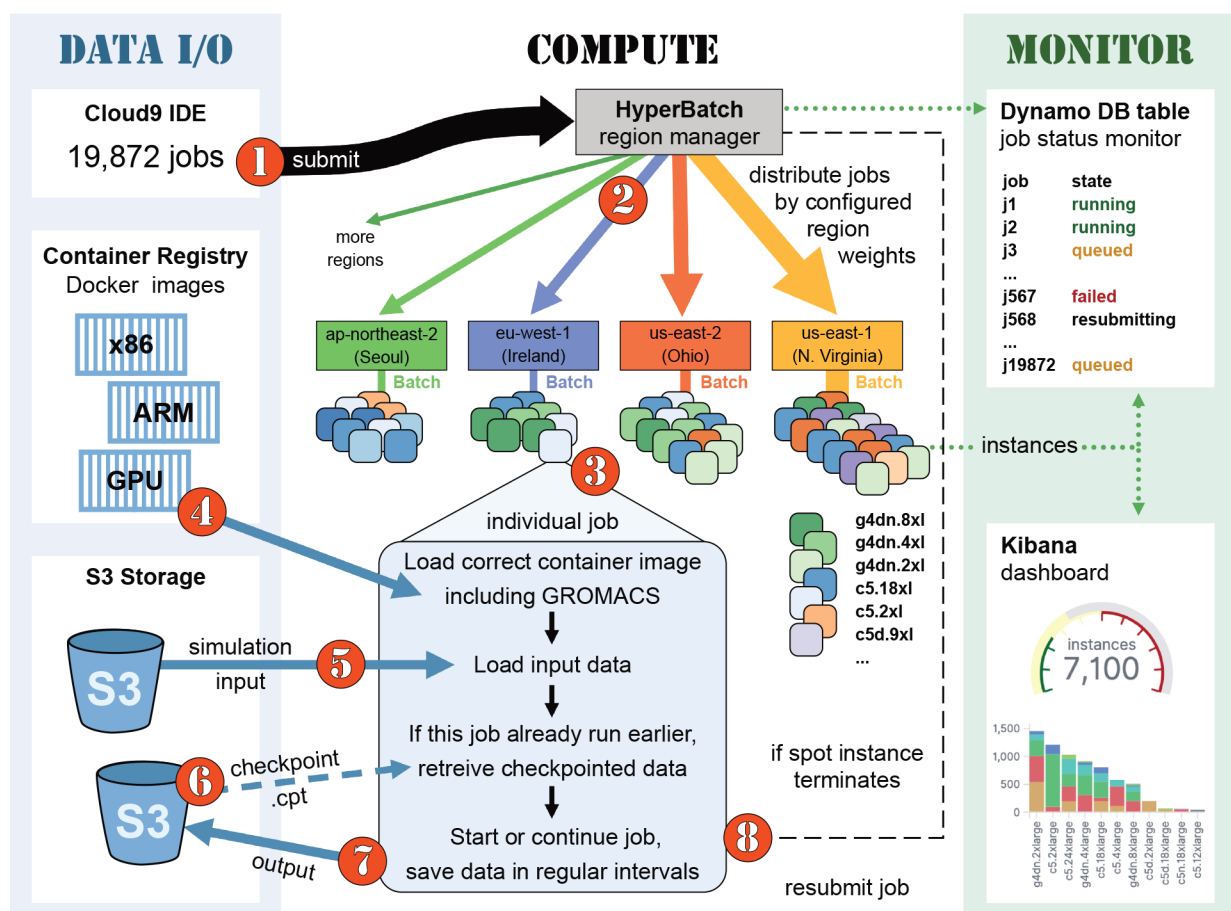 DATA I/O
COMPUTE
MONITOR
Cloud9 IDE
19,872 jobs
1
submit
HyperBatch
region manager
Dynamo DB table
job status monitor
job state
j1 running
j2 running
j3 queued
...
j567 failed
j568 resubmitting
...
j19872 queued
2
distribute jobs
by configured
region
weights
more
regions
Container Registry
Docker images
x86
ARM
GPU
4
ap-northeast-2
(Seoul)
eu-west-1
(Ireland)
us-east-2
(Ohio)
us-east-1
(N. Virginia)
Batch
Batch
Batch
Batch
instances
3
individual job
g4dn.8xl
g4dn.4xl
g4dn.2xl
c5.18xl
c5.2xl
c5d.9xl
...
Load correct container image
including GROMACS
Load input data
If this job already run earlier,
retreive checkpointed data
Start or continue job,
save data in regular intervals
S3 Storage
S3
simulation
input
5
S3
6
checkpoint
.cpt
output
7
8
if spot instance
terminates
resubmit job
Kibana
dashboard
instances
7,100
1,500
1,000
500
0
g4dn.2xlarge
c5.2xlarge
c5.24xlarge
g4dn.4xlarge
c5.18xlarge
c5.4xlarge
g4dn.8xlarge
c5d.2xlarge
c5d.18xlarge
c5n.18xlarge
c5.12xlarge